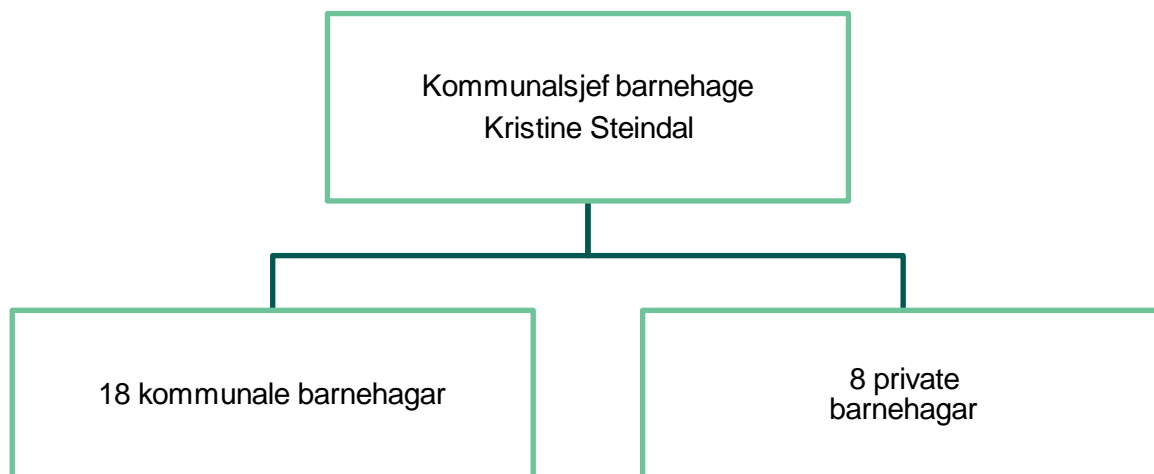 Kommunalsjef barnehage
Kristine Steindal
18 kommunale barnehagar
8 private
barnehagar